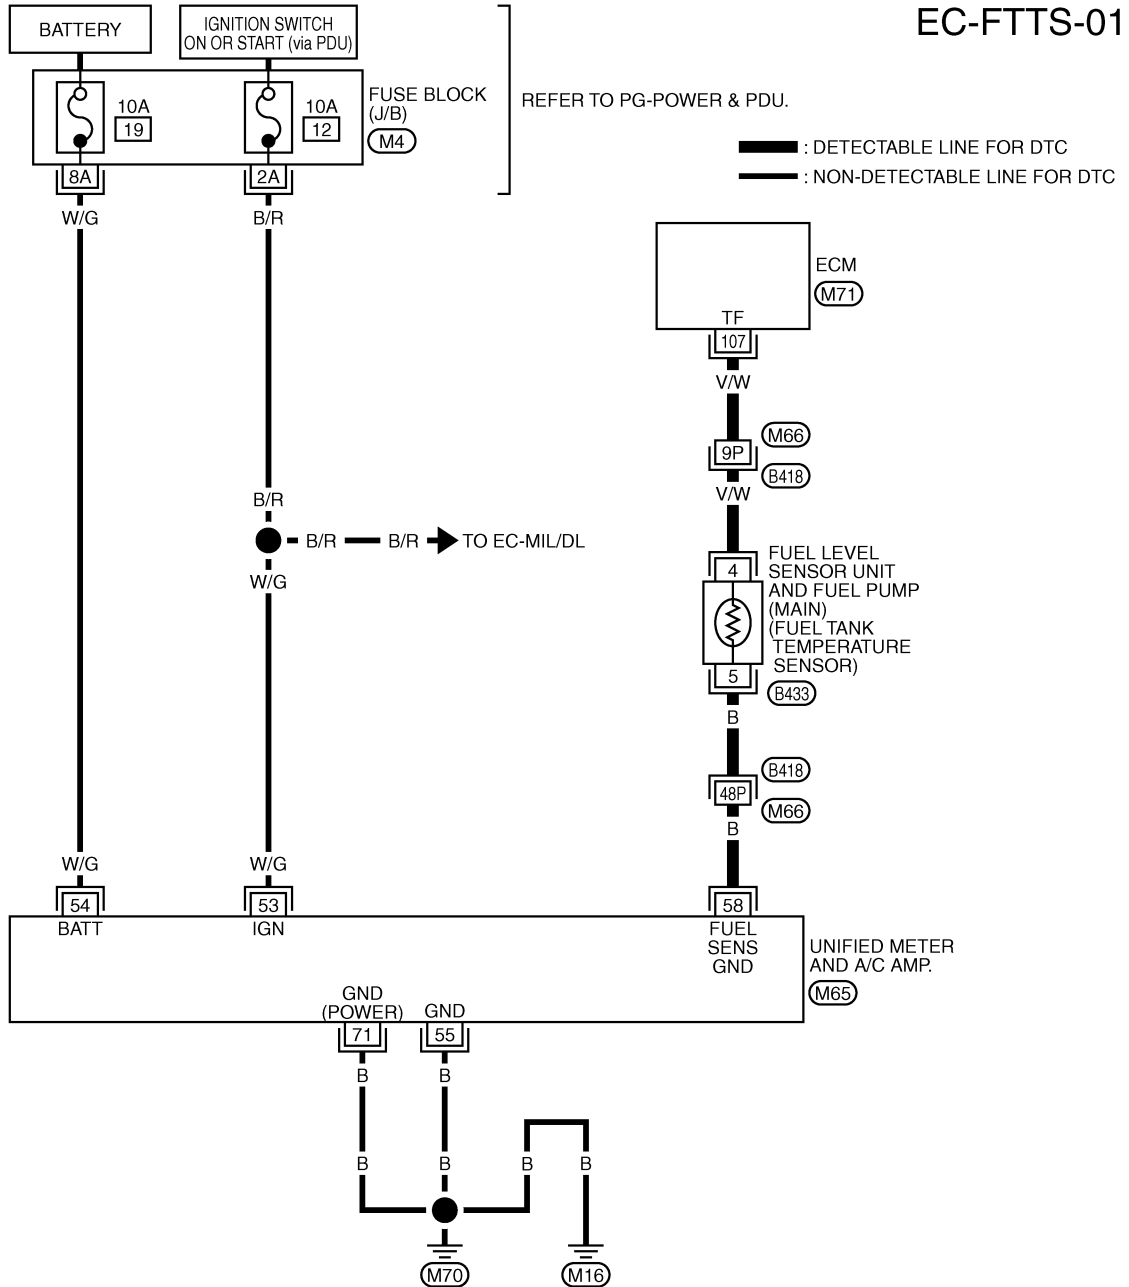 EC-FTTS-01
BATTERY
IGNITION SWITCH
ON OR START (via PDU)
10A
19
10A
12
FUSE BLOCK
(J/B)
M4
REFER TO PG-POWER & PDU.
8A
2A
W/G
B/R
: DETECTABLE LINE FOR DTC
: NON-DETECTABLE LINE FOR DTC
ECM
M71
TF
107
V/W
M66
9P
B418
V/W
B/R
B/R
B/R
TO EC-MIL/DL
W/G
4
FUEL LEVEL
SENSOR UNIT
AND FUEL PUMP
(MAIN)
(FUEL TANK
TEMPERATURE
SENSOR)
5
B433
B
B418
48P
M66
B
W/G
W/G
54
53
58
BATT
IGN
FUEL
SENS
GND
UNIFIED METER
AND A/C AMP.
M65
GND
(POWER)
GND
71
55
B
B
B
B
B
B
M70
M16